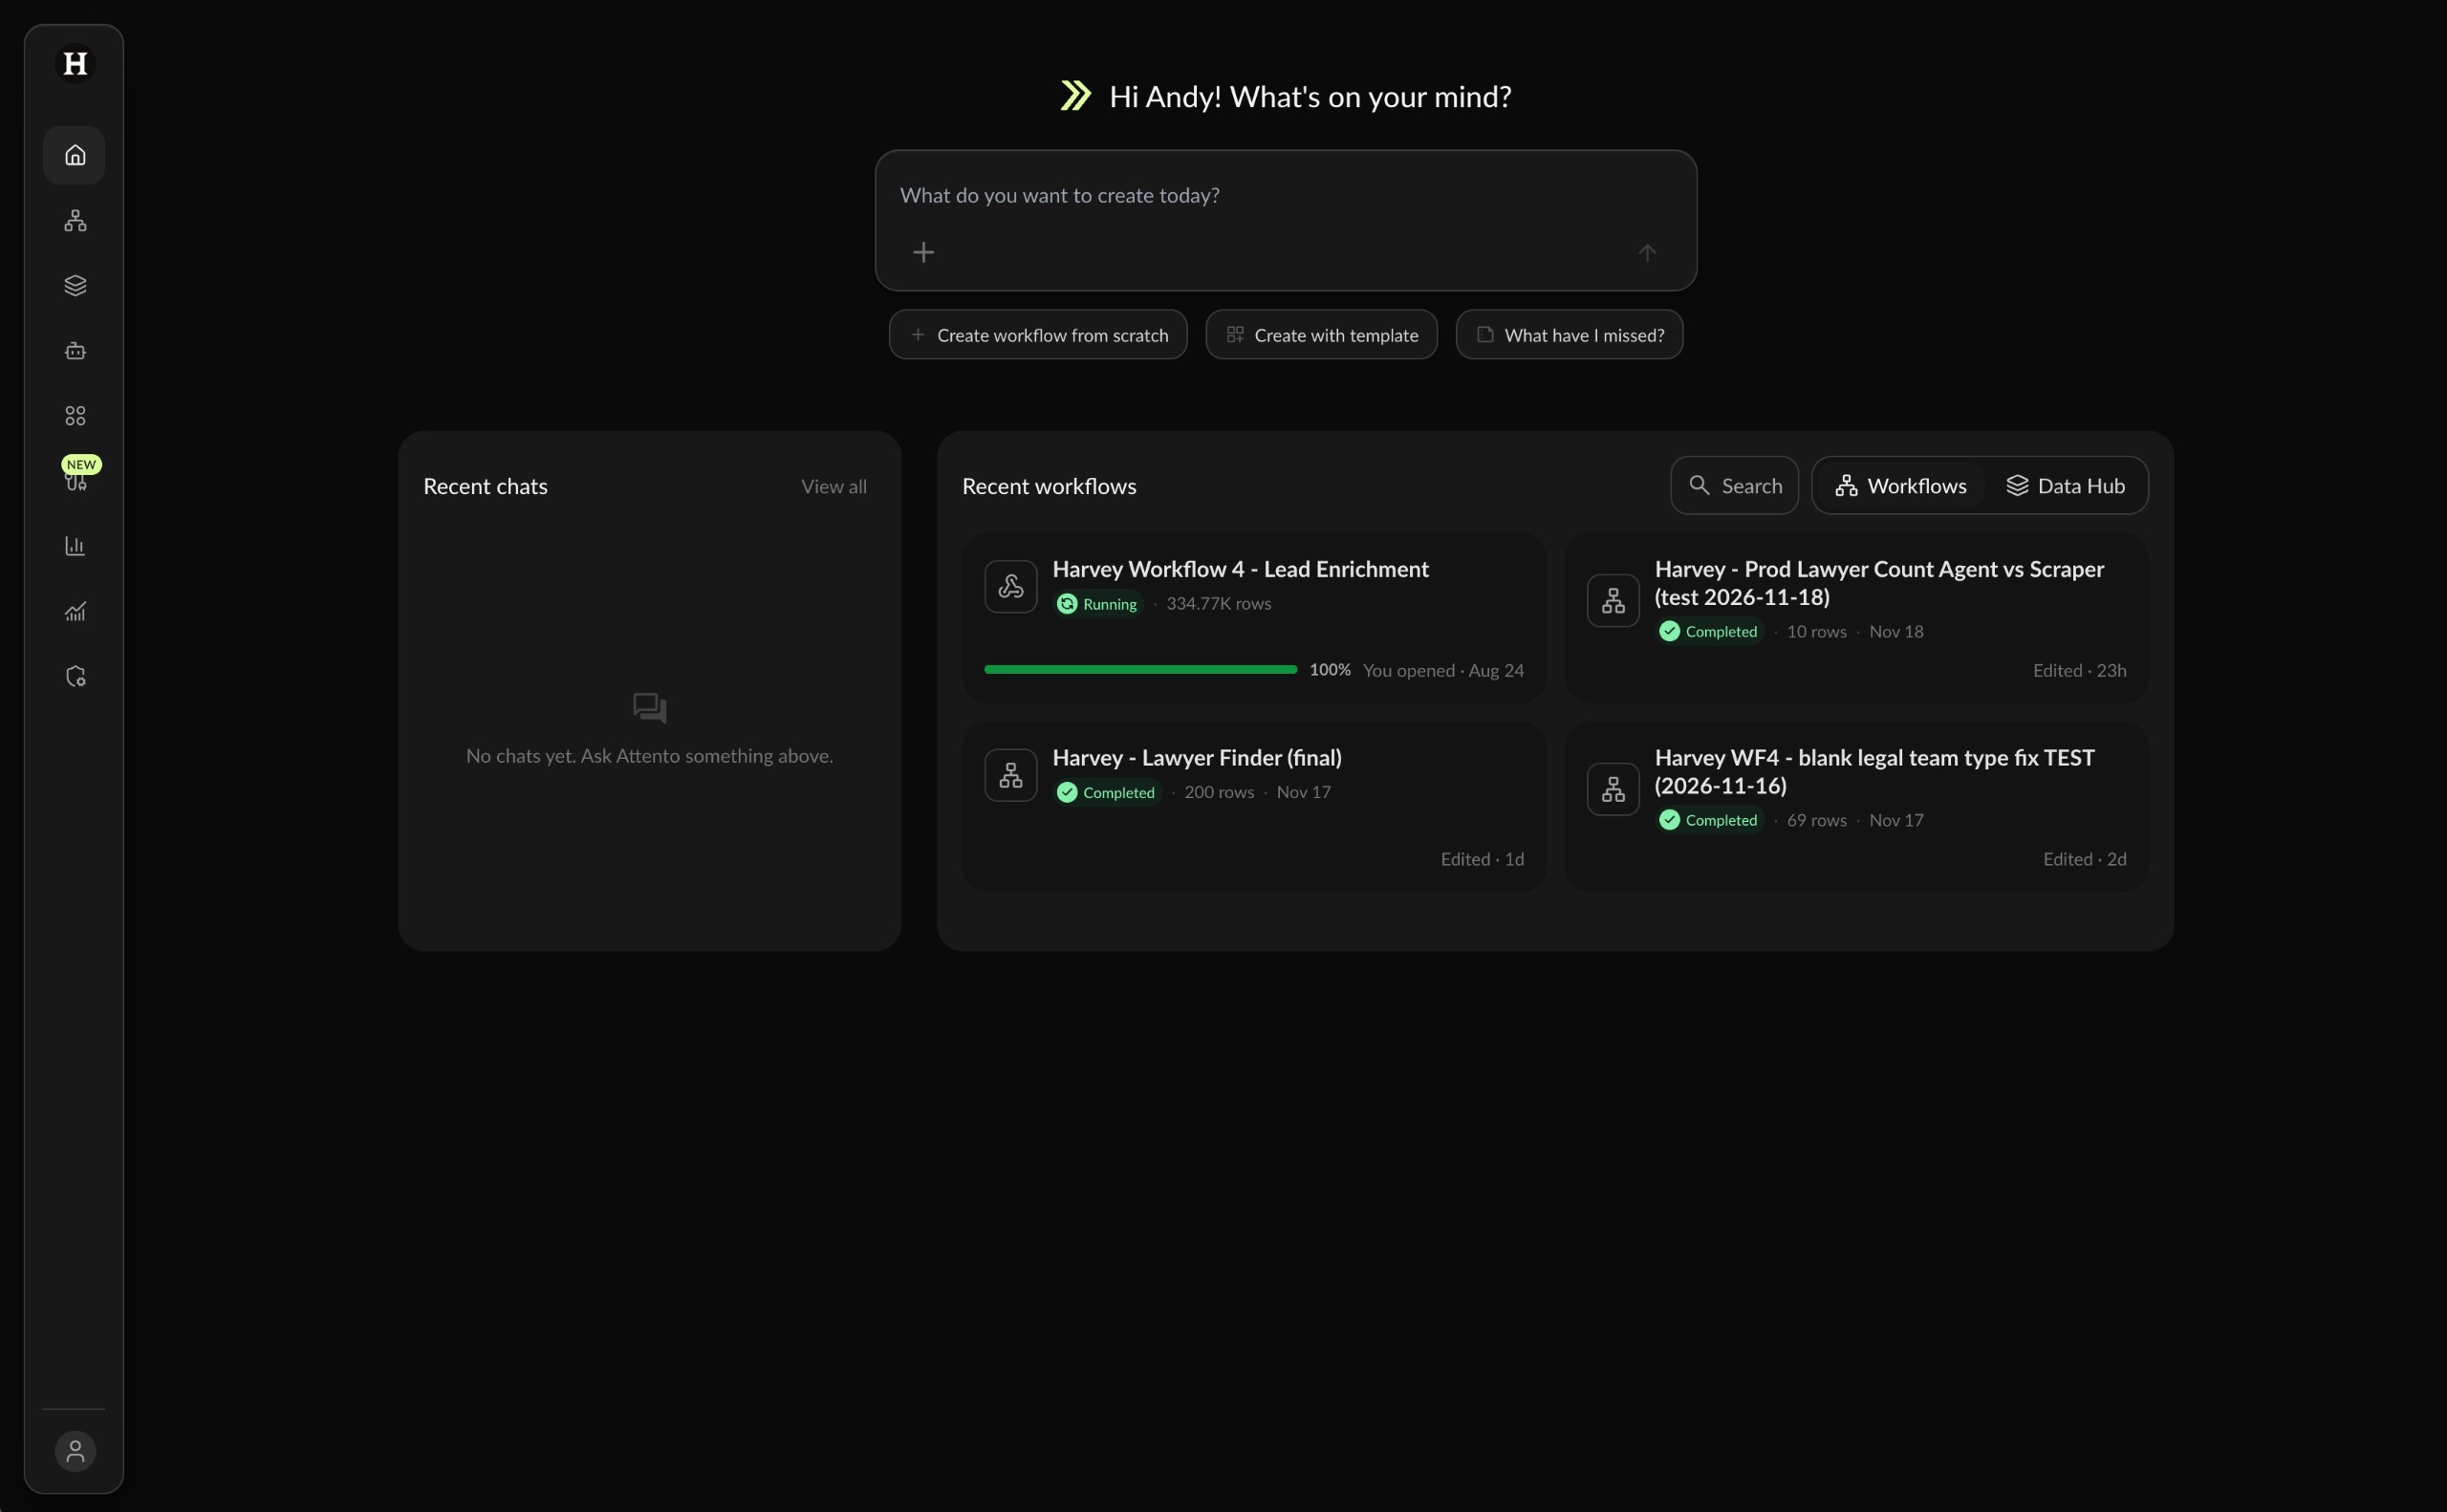 H
NEW
Hi Andy! What's on your mind?
What do you want to create today?
Create workflow from scratch
Create with template
What have I missed?
Recent chats
View all
No chats yet. Ask Attento something above.
Recent workflows
Search
Workflows
Data Hub
Harvey Workflow 4 - Lead Enrichment
Running · 334.77K rows
100% You opened · Aug 24
Harvey - Prod Lawyer Count Agent vs Scraper
(test 2026-11-18)
Completed · 10 rows · Nov 18
Edited · 23h
Harvey - Lawyer Finder (final)
Completed · 200 rows · Nov 17
Edited · 1d
Harvey WF4 - blank legal team type fix TEST
(2026-11-16)
Completed · 69 rows · Nov 17
Edited · 2d